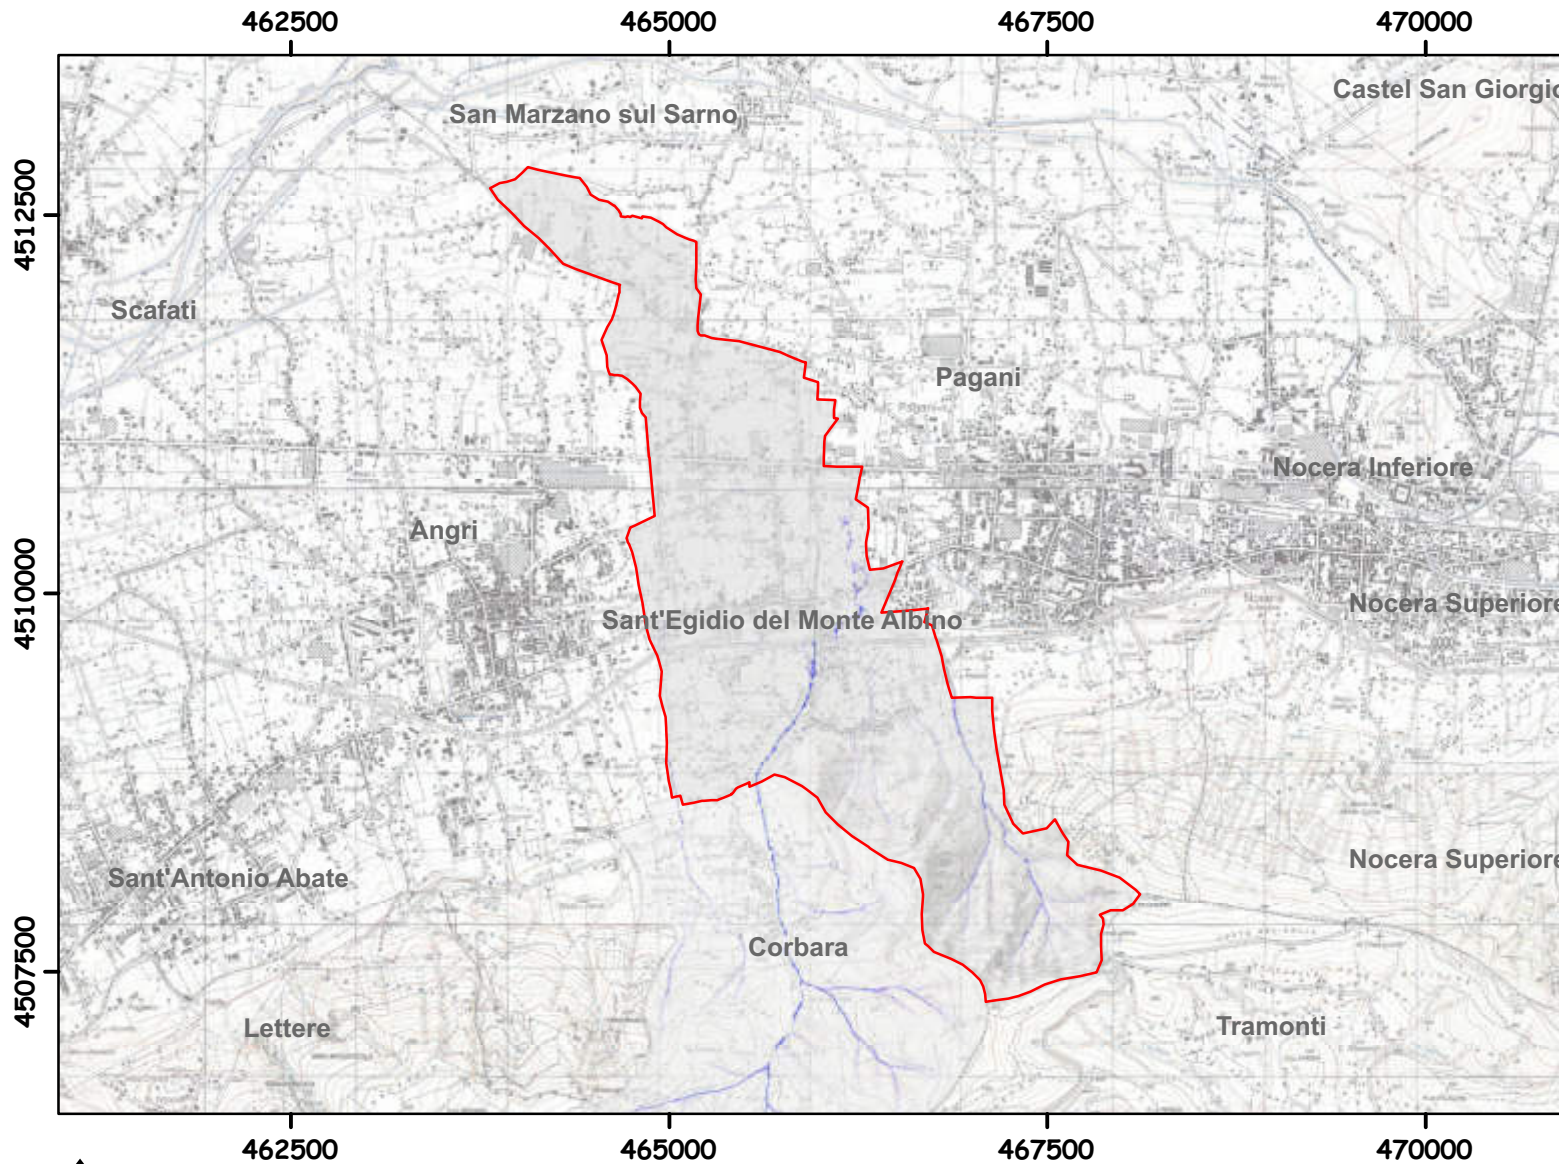 462500 465000 467500 470000
Castel San Giorgio
San Marzano sul Sarno
4512500
Scafati
Pagani
Nocera Inferiore
Angri
4510000
Nocera Superiore
Sant'Egidio del Monte Albino
Nocera Superiore
Sant'Antonio Abate
Corbara
4507500
Lettere
Tramonti
462500 465000 467500 470000